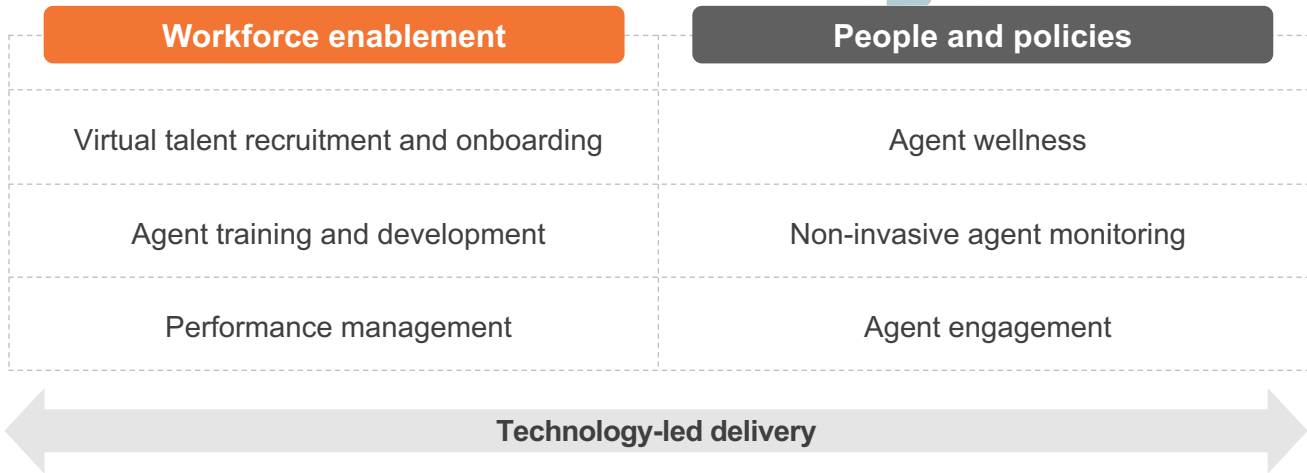 Workforce enablement
People and policies
Virtual talent recruitment and onboarding
Agent wellness
Agent training and development
Non-invasive agent monitoring
Performance management
Agent engagement
Technology-led delivery